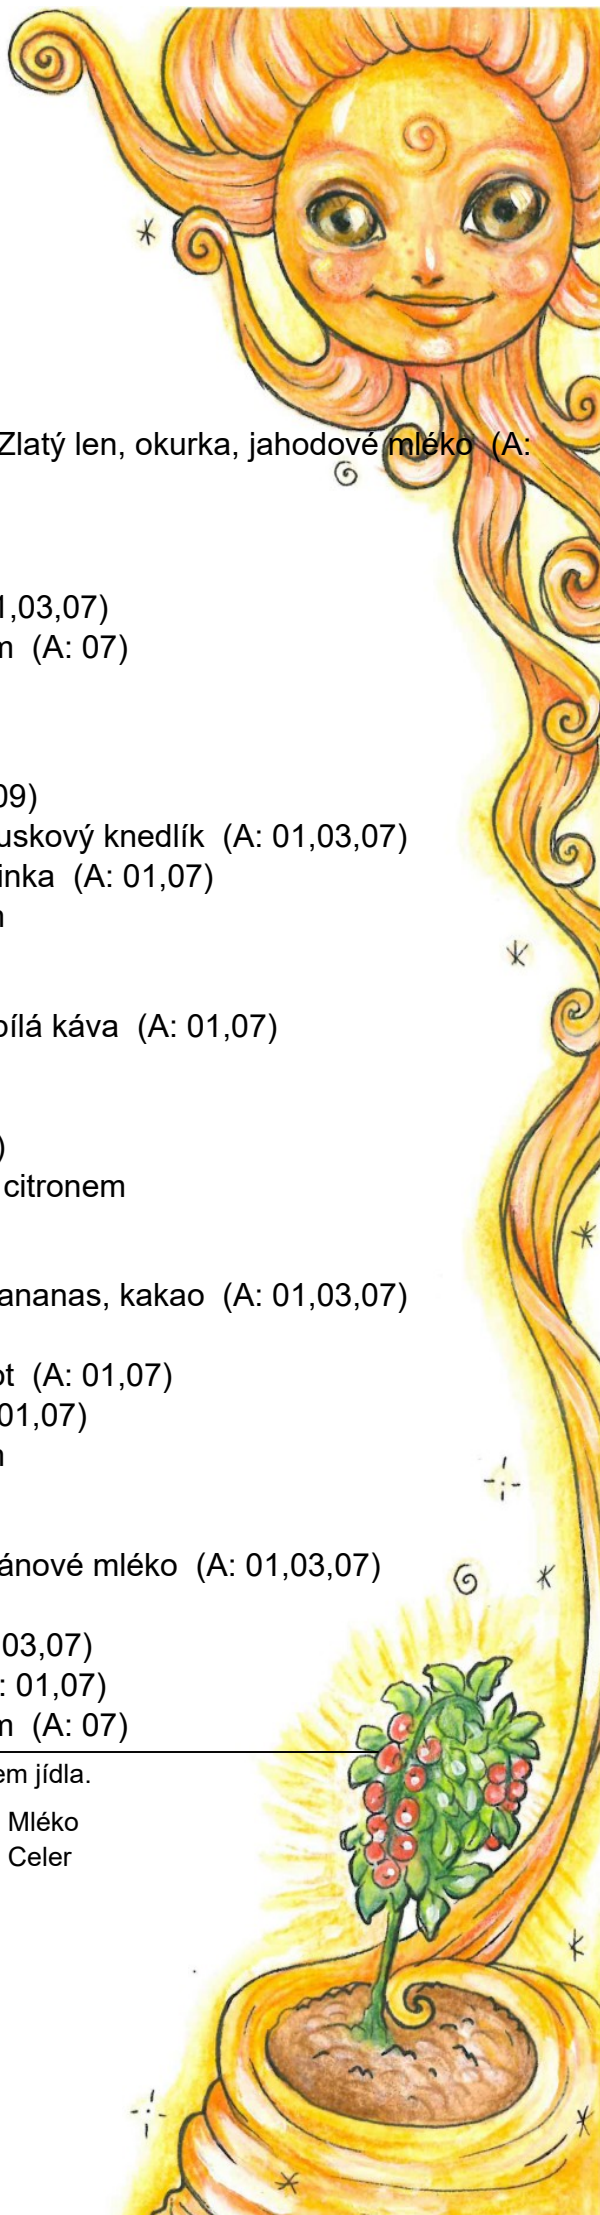 Zlatý len, okurka, jahodové mléko (A:
1,03,07)
m (A: 07)
09)
uskový knedlík (A: 01,03,07)
inka (A: 01,07)
n
bílá káva (A: 01,07)
)
citronem
ananas, kakao (A: 01,03,07)
ot (A: 01,07)
01,07)
n
ánové mléko (A: 01,03,07)
03,07)
: 01,07)
m (A: 07)
em jídla.
Mléko
Celer